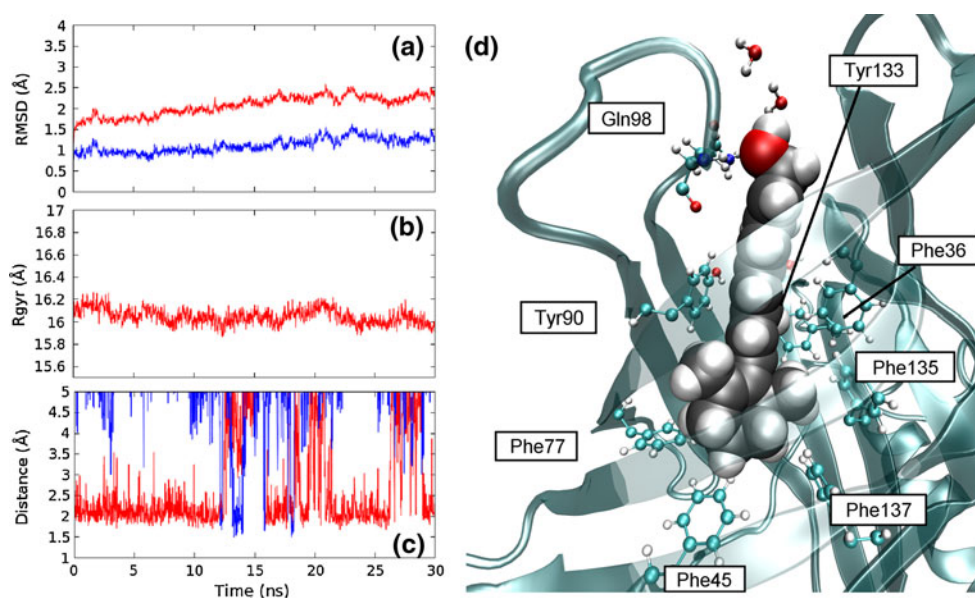 (a)
RMSD (Å)
4
3.5
3
2.5
2
1.5
1
0.5
0
(b)
Rgyr (Å)
17
16.8
16.6
16.4
16.2
16
15.8
15.6
(c)
Distance (Å)
5
4.5
4
3.5
3
2.5
2
1.5
1
0 5 10 15 20 25 30
Time (ns)
(d)
Tyr133
Gln98
Phe36
Tyr90
Phe135
Phe77
Phe137
Phe45